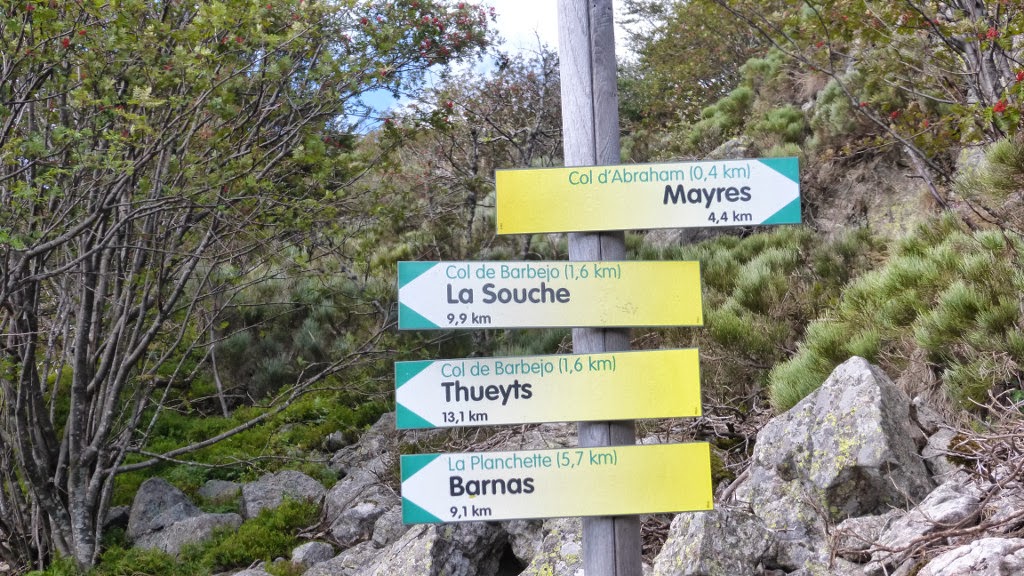 Col d'Abraham (0,4 km)
Mayres
4,4 km
Col de Barbejo (1,6 km)
La Souche
9,9 km
Col de Barbejo (1,6 km)
Thueyts
13,1 km
La Planchette (5,7 km)
Barnas
9,1 km